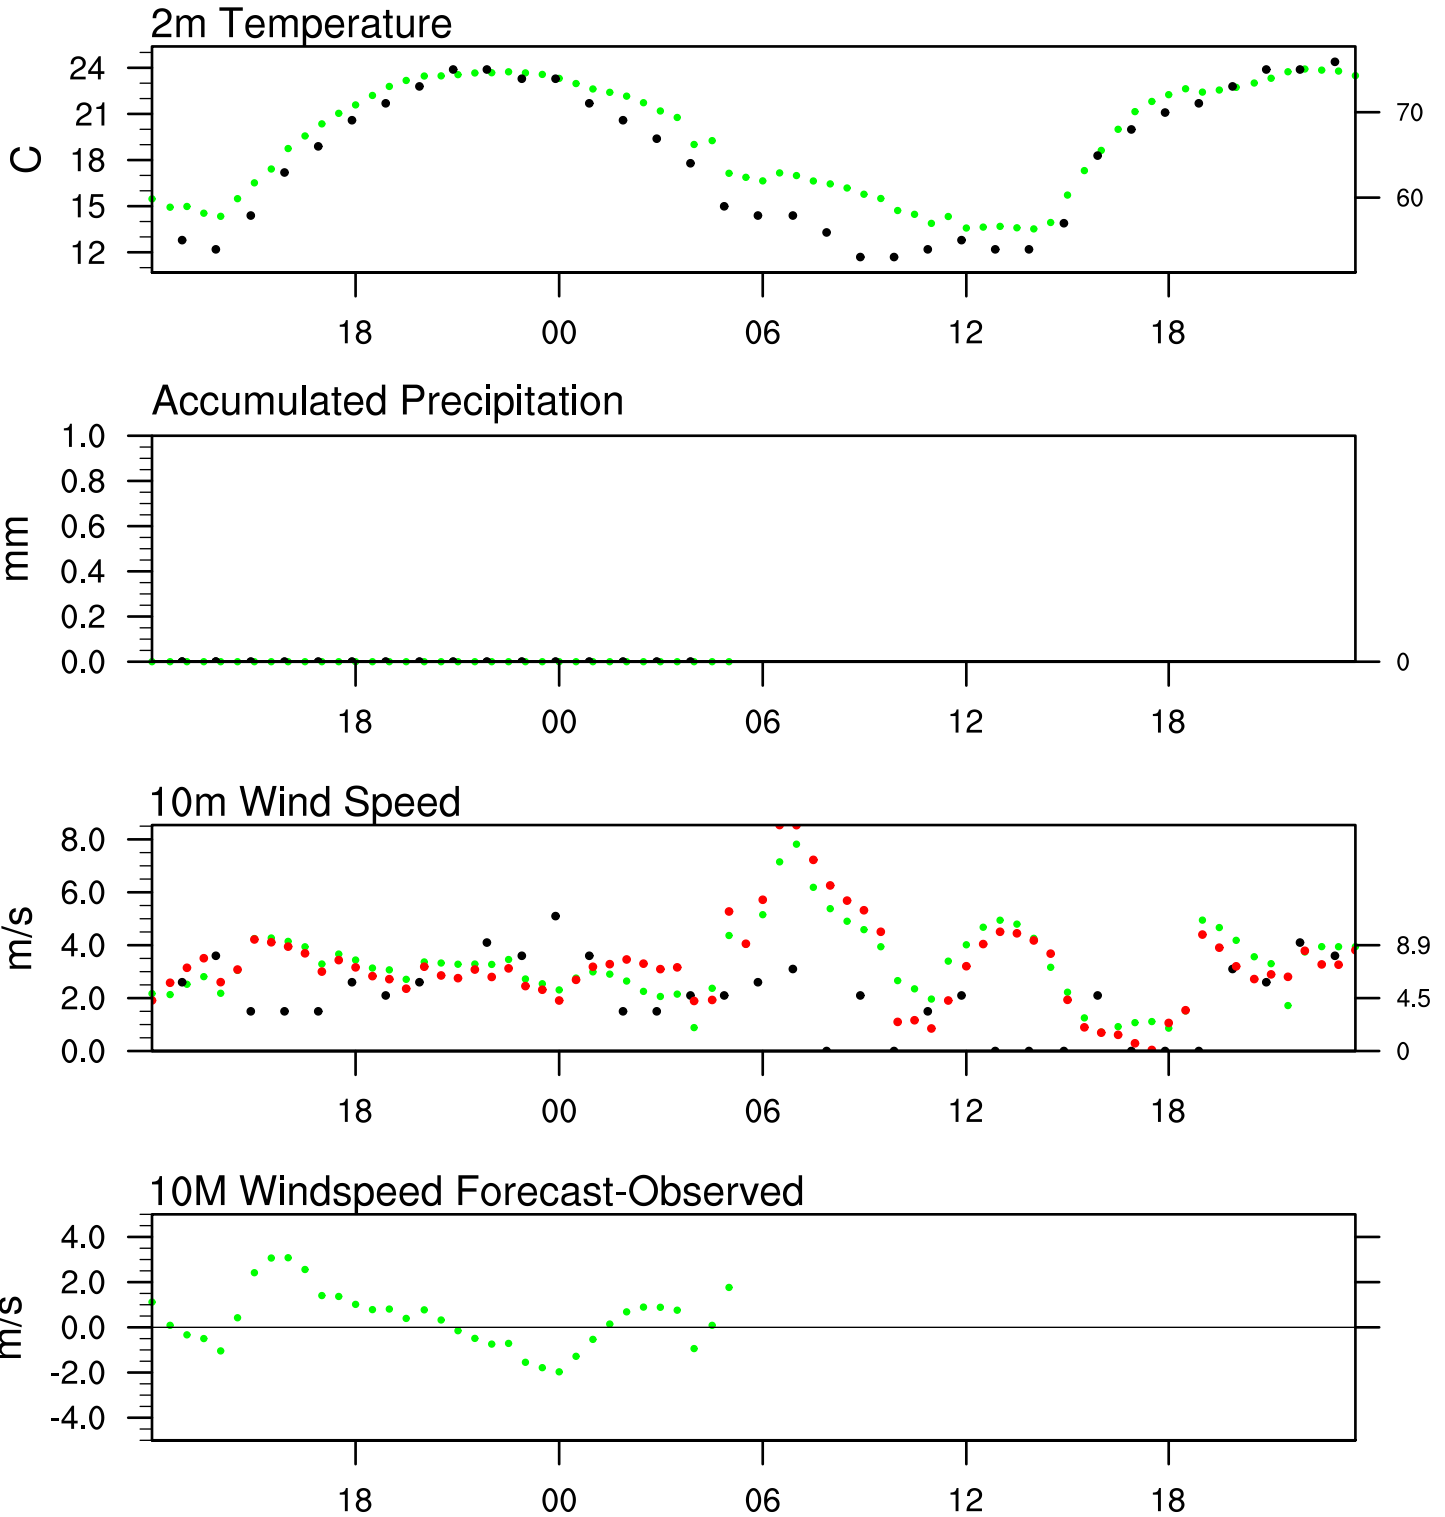 2m Temperature
24
21
18
15
12
C
70
60
18 00 06 12 18
Accumulated Precipitation
1.0
0.8
0.6
0.4
0.2
0.0
mm
0
18 00 06 12 18
10m Wind Speed
8.0
6.0
4.0
2.0
0.0
m/s
8.9
4.5
0
18 00 06 12 18
10M Windspeed Forecast-Observed
4.0
2.0
0.0
-2.0
-4.0
m/s
18 00 06 12 18